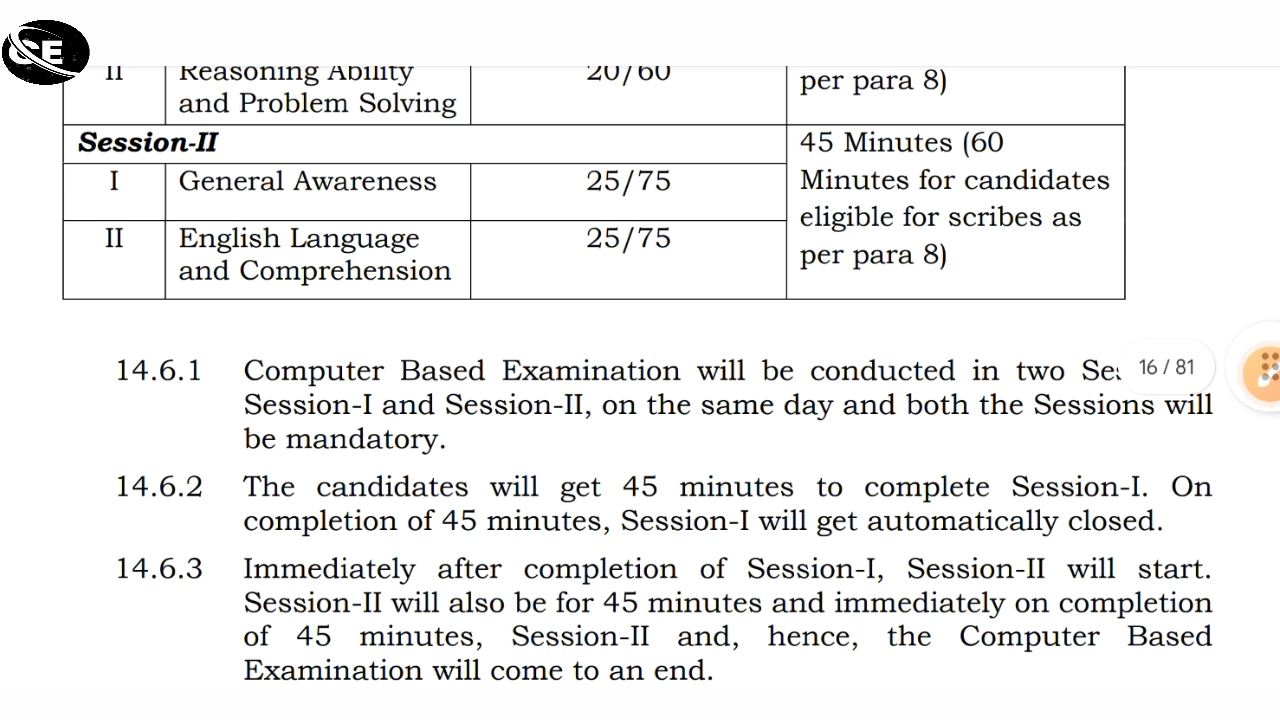 CE
II Reasoning Ability 20/60
and Problem Solving
per para 8)
Session-II
45 Minutes (60
Minutes for candidates
eligible for scribes as
per para 8)
I General Awareness 25/75
II English Language 25/75
and Comprehension
16 / 81
14.6.1 Computer Based Examination will be conducted in two
Session-I and Session-II, on the same day and both the Sessions will
be mandatory.
14.6.2 The candidates will get 45 minutes to complete Session-I. On
completion of 45 minutes, Session-I will get automatically closed.
14.6.3 Immediately after completion of Session-I, Session-II will start.
Session-II will also be for 45 minutes and immediately on completion
of 45 minutes, Session-II and, hence, the Computer Based
Examination will come to an end.